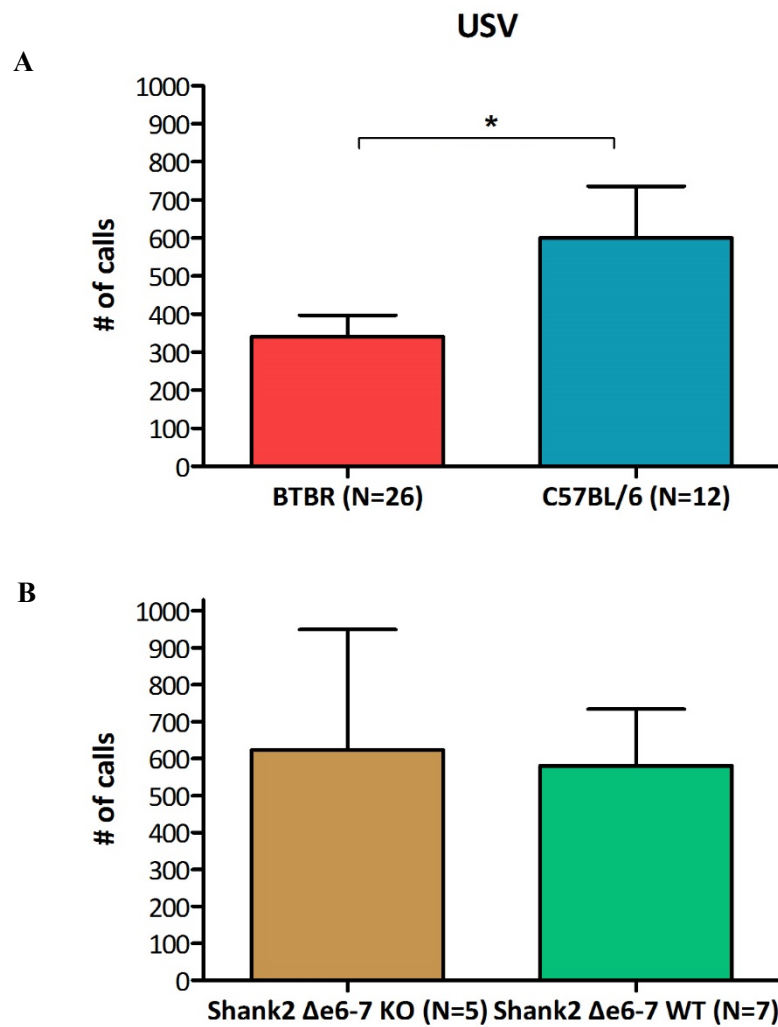 USV
A
# of calls
1000
900
800
700
600
500
400
300
200
100
0
*
BTBR (N=26)
C57BL/6 (N=12)
B
# of calls
1000
900
800
700
600
500
400
300
200
100
0
Shank2 Δe6-7 KO (N=5)
Shank2 Δe6-7 WT (N=7)